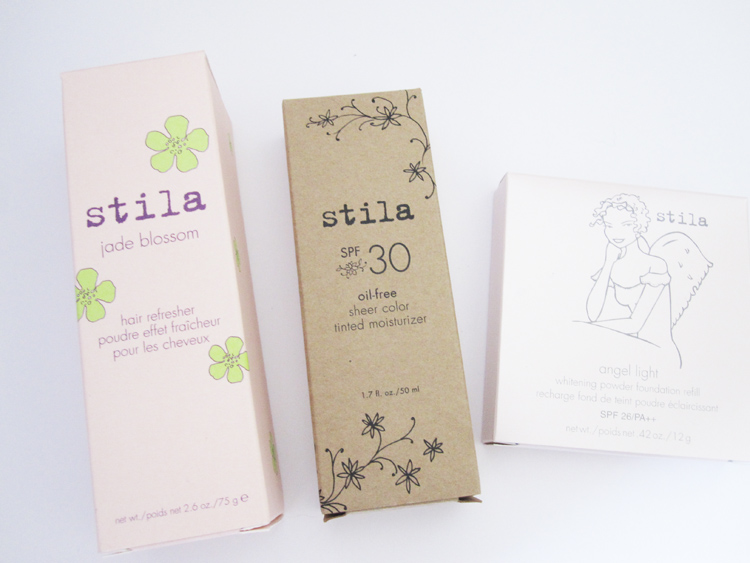 stila
jade blossom
hair refresher
poudre effet fraîcheur
pour les cheveux
net wt./poids net 2.6 oz./75 g e
stila
SPF
30
oil-free
sheer color
tinted moisturizer
1.7 fl. oz./50 ml
stila
angel light
whitening powder foundation refill
recharge fond de teint poudre eclaircissant
SPF 26/PA++
net wt./poids net .42 oz./12 g